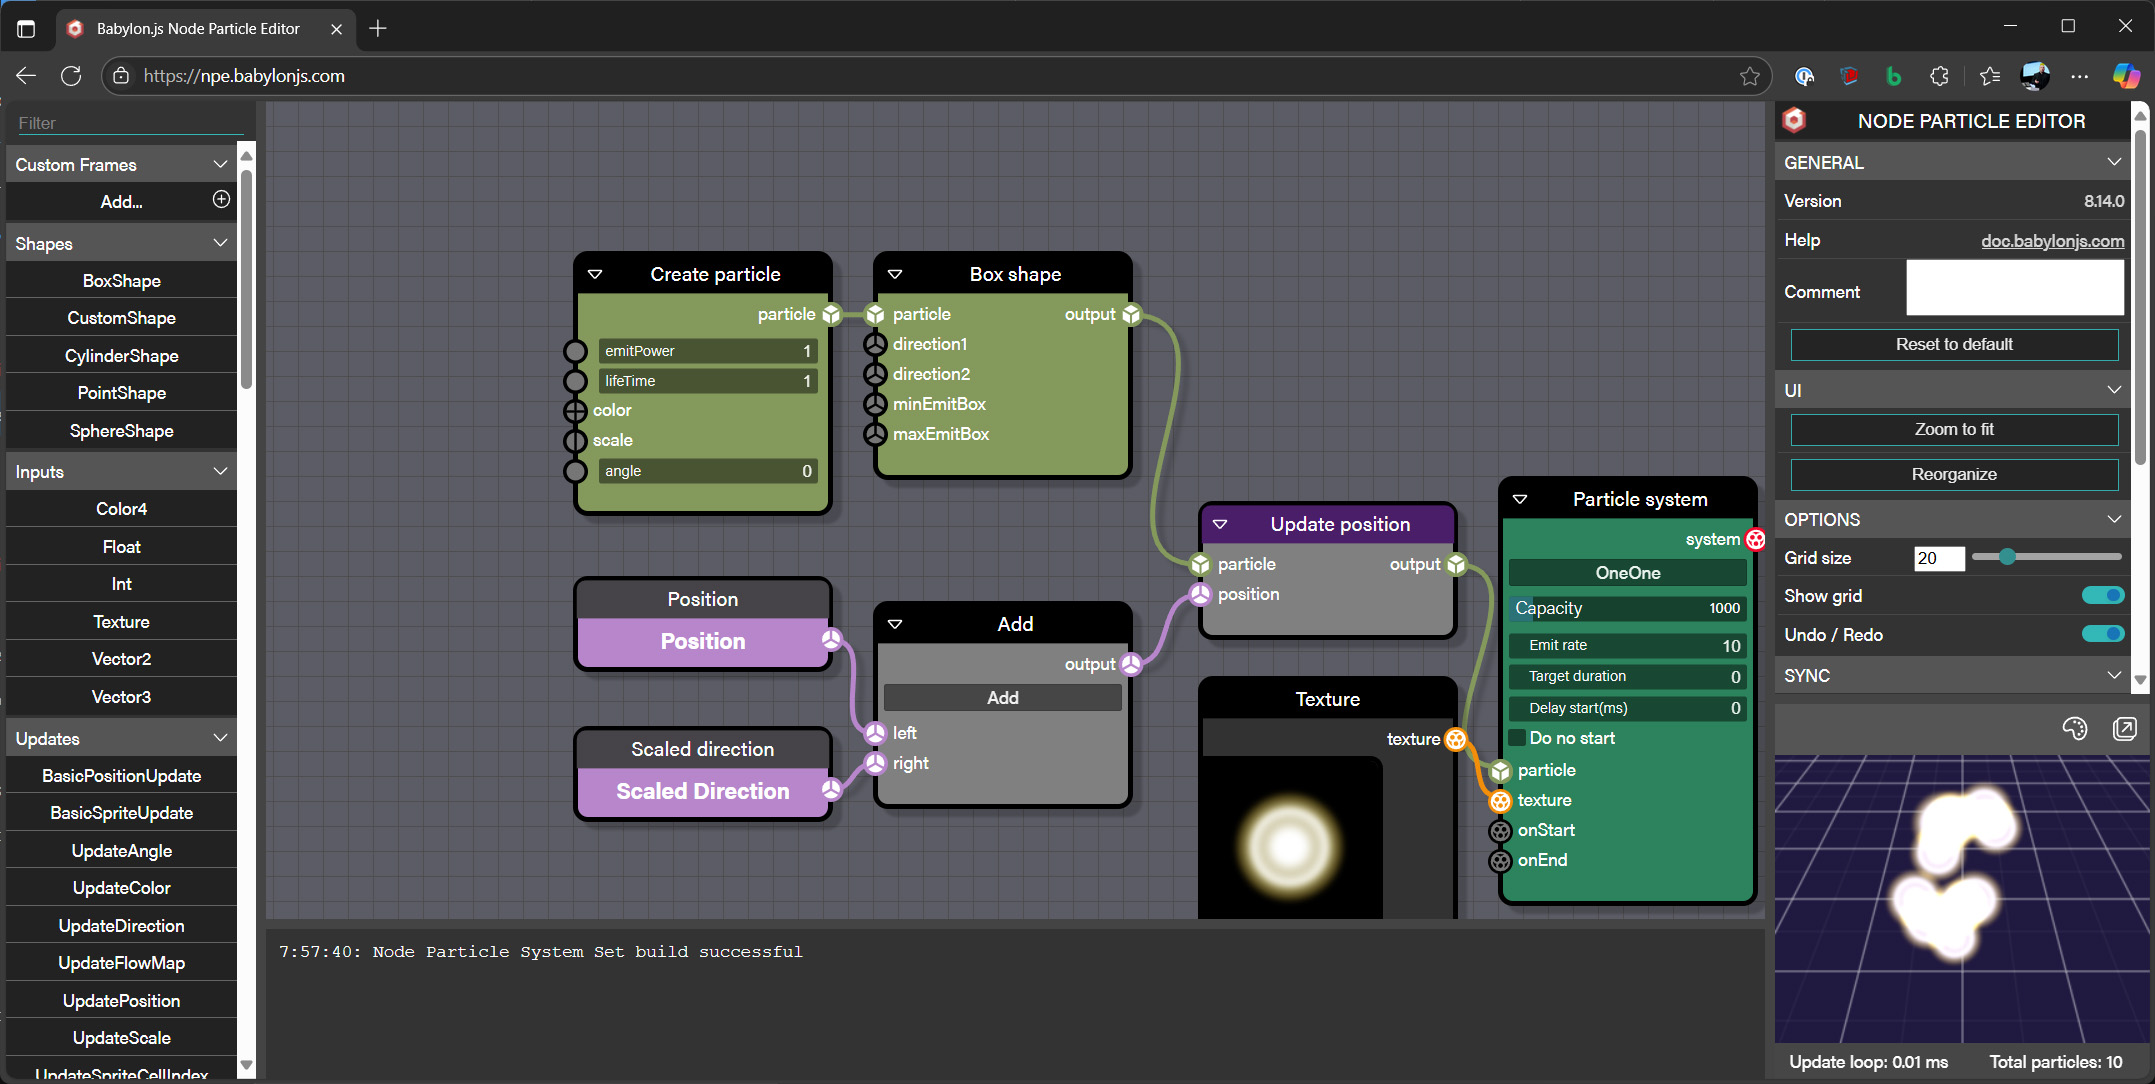 Babylon.js Node Particle Editor
https://npe.babylonjs.com
Filter
Custom Frames
Add...
Shapes
BoxShape
CustomShape
CylinderShape
PointShape
SphereShape
Inputs
Color4
Float
Int
Texture
Vector2
Vector3
Updates
BasicPositionUpdate
BasicSpriteUpdate
UpdateAngle
UpdateColor
UpdateDirection
UpdateFlowMap
UpdatePosition
UpdateScale
UpdateSpriteCellIndex
Create particle
particle
emitPower 1
lifeTime 1
color
scale
angle 0
Box shape
particle output
direction1
direction2
minEmitBox
maxEmitBox
Position
Position
Scaled direction
Scaled Direction
Add
output
Add
left
right
Update position
particle output
position
Texture
texture
Particle system
system
OneOne
Capacity 1000
Emit rate 10
Target duration 0
Delay start(ms) 0
Do no start
particle
texture
onStart
onEnd
7:57:40: Node Particle System Set build successful
NODE PARTICLE EDITOR
GENERAL
Version 8.14.0
Help doc.babylonjs.com
Comment
Reset to default
UI
Zoom to fit
Reorganize
OPTIONS
Grid size 20
Show grid
Undo / Redo
SYNC
Update loop: 0.01 ms Total particles: 10